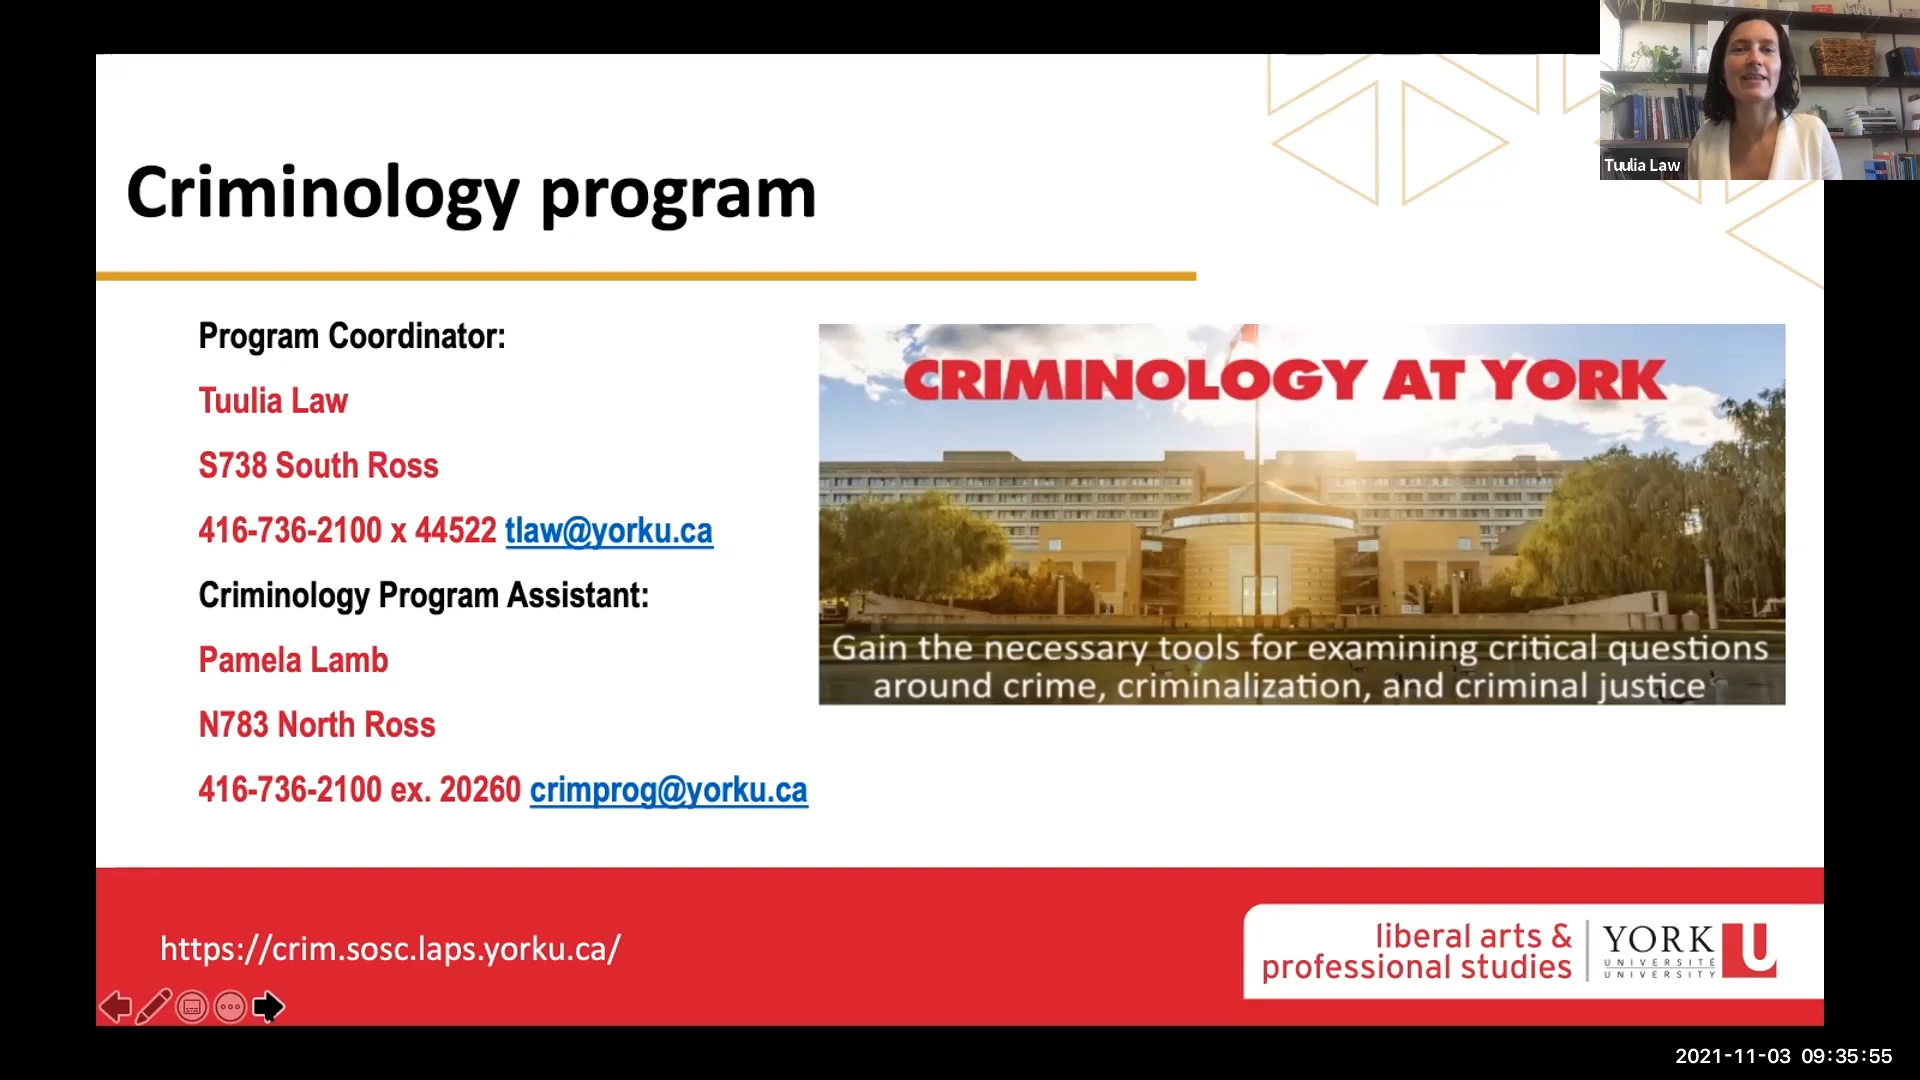 Tuulia Law
Criminology program
Program Coordinator:
Tuulia Law
S738 South Ross
416-736-2100 x 44522 tlaw@yorku.ca
Criminology Program Assistant:
Pamela Lamb
N783 North Ross
416-736-2100 ex. 20260 crimprog@yorku.ca
CRIMINOLOGY AT YORK
Gain the necessary tools for examining critical questions
around crime, criminalization, and criminal justice
https://crim.sosc.laps.yorku.ca/
liberal arts &
professional studies
YORK
UNIVERSITÉ
UNIVERSITY
U
2021-11-03 09:35:55